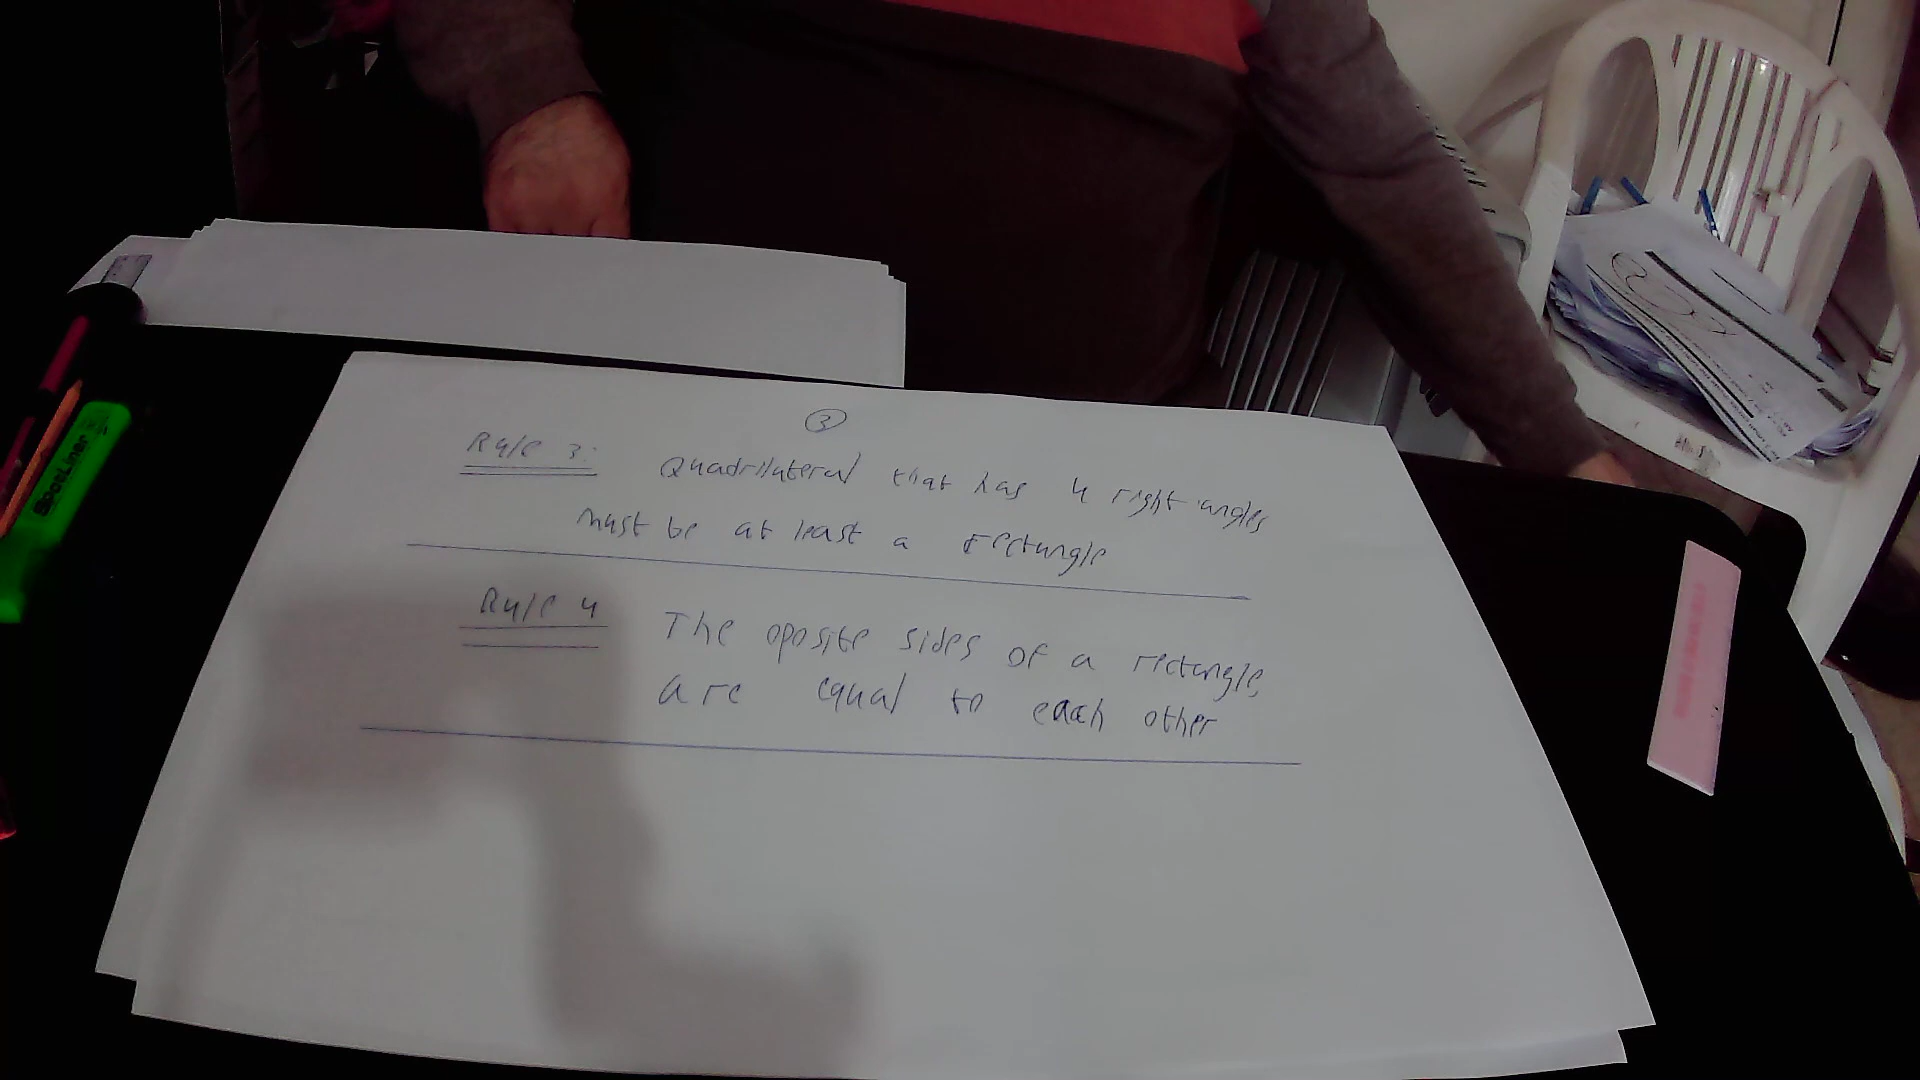 ③
Rule 3: Quadrilateral that has 4 right angles
must be at least a rectangle
Rule 4 The oposite sides of a rectangle,
are equal to each other
SpotLiner